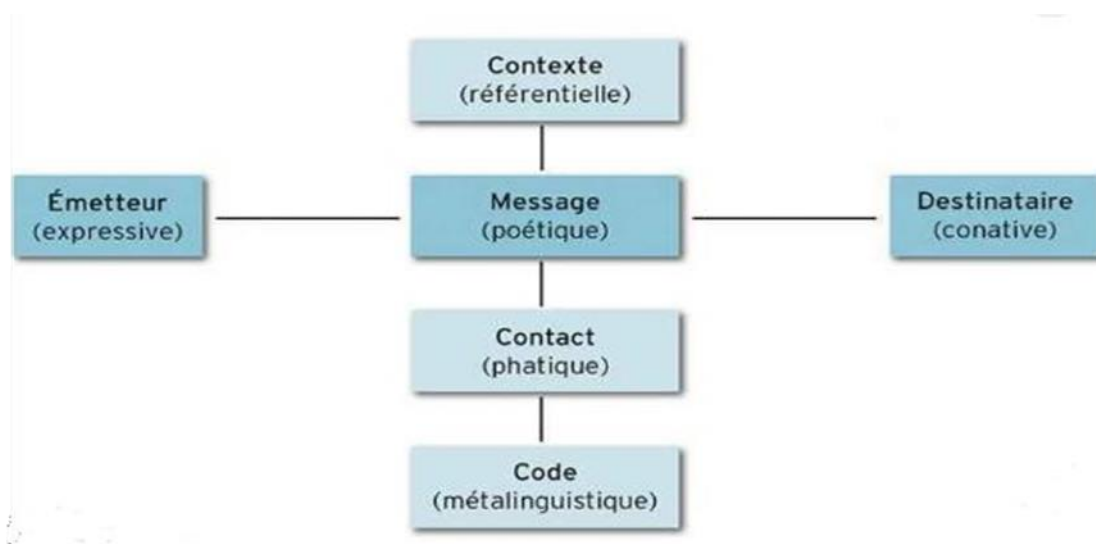 Contexte
(référentielle)
Émetteur
(expressive)
Message
(poétique)
Destinataire
(conative)
Contact
(phatique)
Code
(métalinguistique)